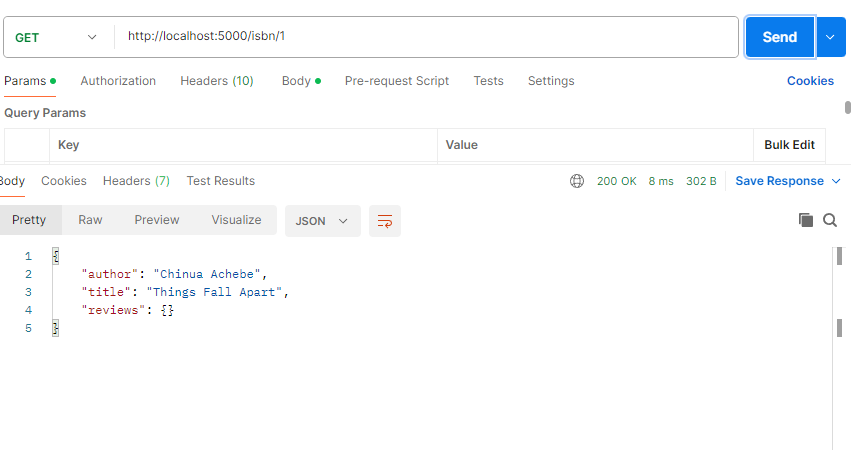 GET http://localhost:5000/isbn/1 Send
Params Authorization Headers (10) Body Pre-request Script Tests Settings Cookies
Query Params
Key Value Bulk Edit
Body Cookies Headers (7) Test Results 200 OK 8 ms 302 B Save Response
Pretty Raw Preview Visualize JSON
1 {
2 "author": "Chinua Achebe",
3 "title": "Things Fall Apart",
4 "reviews": {}
5 }